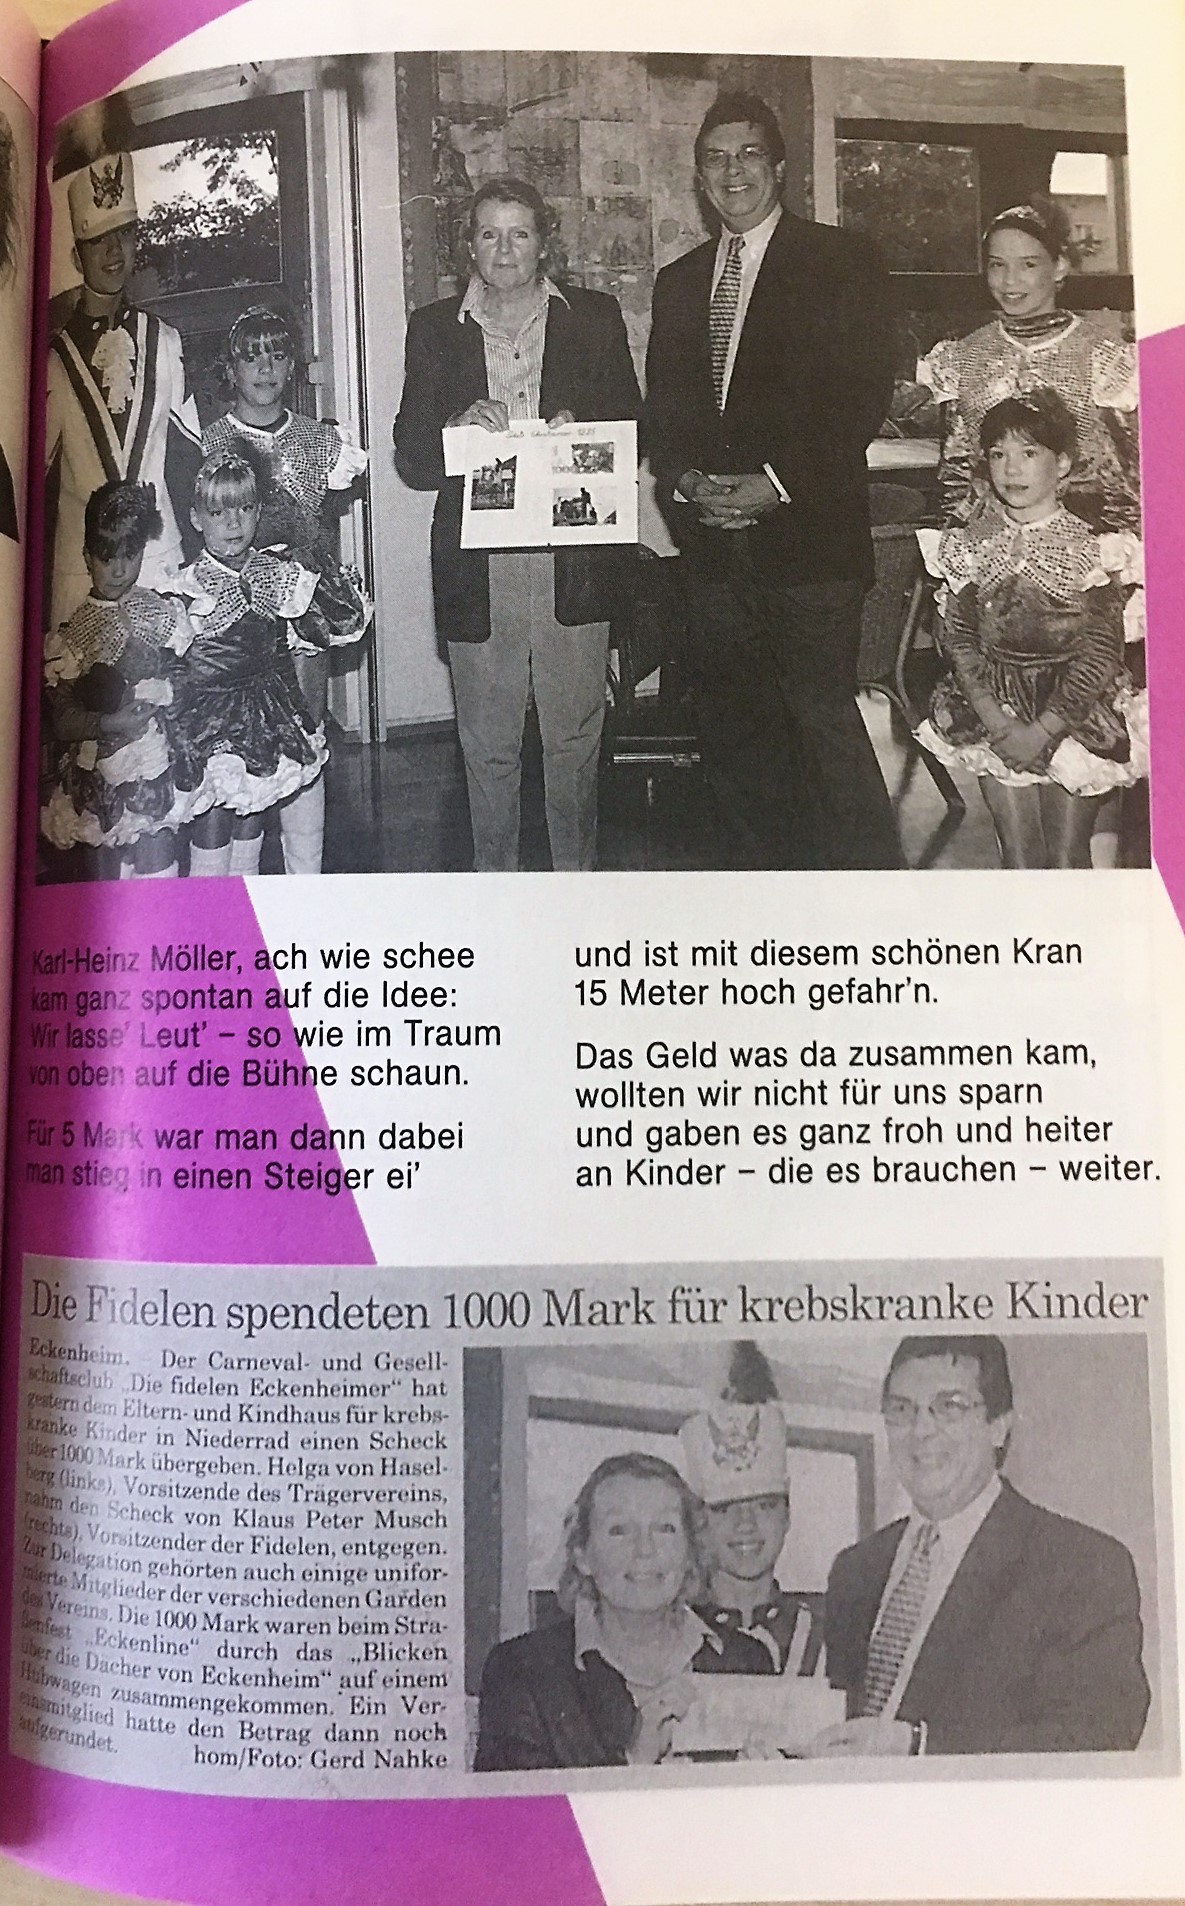 Karl-Heinz Möller, ach wie schee
kam ganz spontan auf die Idee:
Wir lasse' Leut' – so wie im Traum
von oben auf die Bühne schaun.
Für 5 Mark war man dann dabei
man stieg in einen Steiger ei'
und ist mit diesem schönen Kran
15 Meter hoch gefahr'n.
Das Geld was da zusammen kam,
wollten wir nicht für uns sparn
und gaben es ganz froh und heiter
an Kinder – die es brauchen – weiter.
Die Fidelen spendeten 1000 Mark für krebskranke Kinder
Eckenheim. – Der Carneval- und Gesell-
schaftsclub „Die fidelen Eckenheimer“ hat
gestern dem Eltern- und Kindhaus für krebs-
kranke Kinder in Niederrad einen Scheck
über 1000 Mark übergeben. Helga von Hasel-
berg (links), Vorsitzende des Trägervereins,
nahm den Scheck von Klaus Peter Musch
(rechts), Vorsitzender der Fidelen, entgegen.
Zur Delegation gehörten auch einige unifor-
mierte Mitglieder der verschiedenen Garden
des Vereins. Die 1000 Mark waren beim Stra-
ßenfest „Eckenline“ durch das „Blicken
über die Dächer von Eckenheim“ auf einem
Hubwagen zusammengekommen. Ein Ver-
einsmitglied hatte den Betrag dann noch
aufgerundet.
hom/Foto: Gerd Nahke